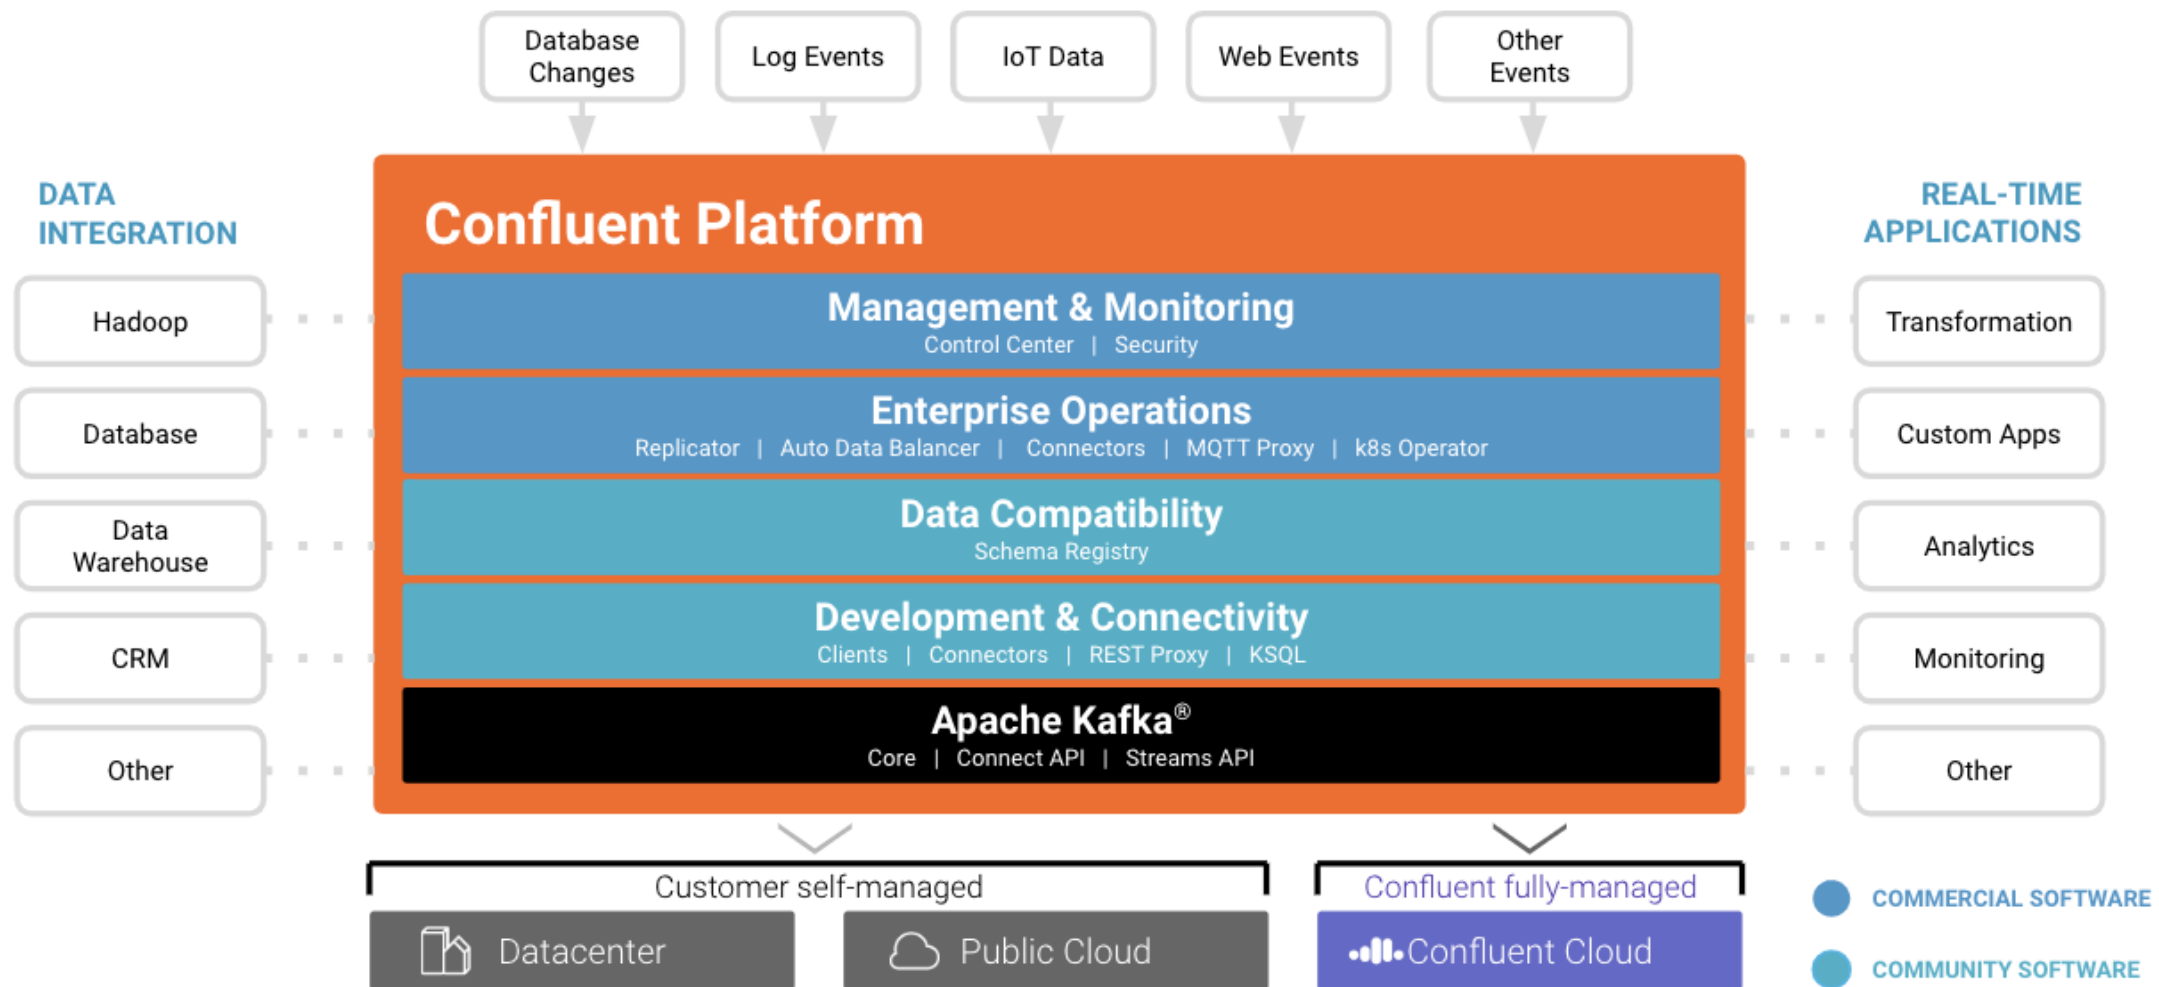 Database
Changes
Log Events
IoT Data
Web Events
Other
Events
DATA
INTEGRATION
Hadoop
Database
Data
Warehouse
CRM
Other
Confluent Platform
Management & Monitoring
Control Center | Security
Enterprise Operations
Replicator | Auto Data Balancer | Connectors | MQTT Proxy | k8s Operator
Data Compatibility
Schema Registry
Development & Connectivity
Clients | Connectors | REST Proxy | KSQL
Apache Kafka®
Core | Connect API | Streams API
REAL-TIME
APPLICATIONS
Transformation
Custom Apps
Analytics
Monitoring
Other
Customer self-managed
Datacenter
Public Cloud
Confluent fully-managed
Confluent Cloud
COMMERCIAL SOFTWARE
COMMUNITY SOFTWARE